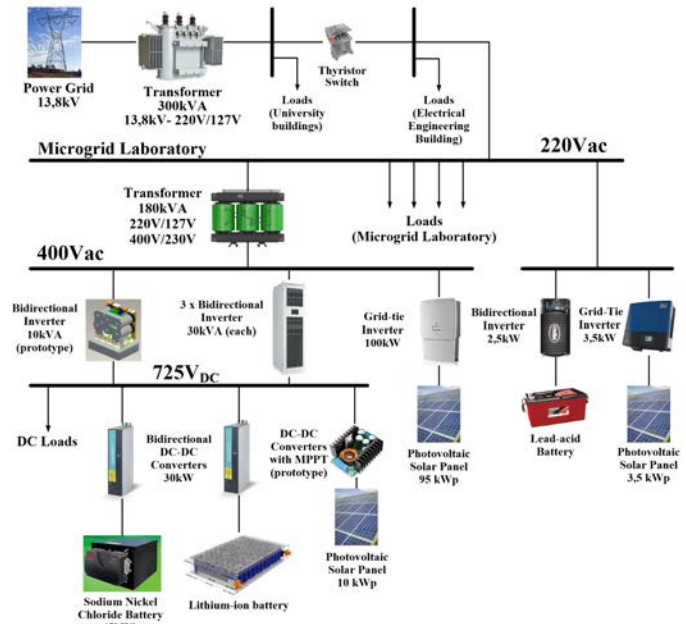 Power Grid
13,8kV
Transformer
300kVA
13,8kV- 220V/127V
Loads
(University
buildings)
Thyristor
Switch
Loads
(Electrical
Engineering
Building)
Microgrid Laboratory
220Vac
Transformer
180kVA
220V/127V
400V/230V
Loads
(Microgrid Laboratory)
400Vac
Bidirectional
Inverter
10kVA
(prototype)
3 x Bidirectional
Inverter
30kVA (each)
Grid-tie
Inverter
100kW
Bidirectional
Inverter
2,5kW
Grid-Tie
Inverter
3,5kW
725VDC
DC Loads
Bidirectional
DC-DC
Converters
30kW
DC-DC
Converters
with MPPT
(prototype)
Photovoltaic
Solar Panel
95 kWp
Lead-acid
Battery
Photovoltaic
Solar Panel
3,5 kWp
Photovoltaic
Solar Panel
10 kWp
Sodium Nickel
Chloride Battery
Lithium-ion battery